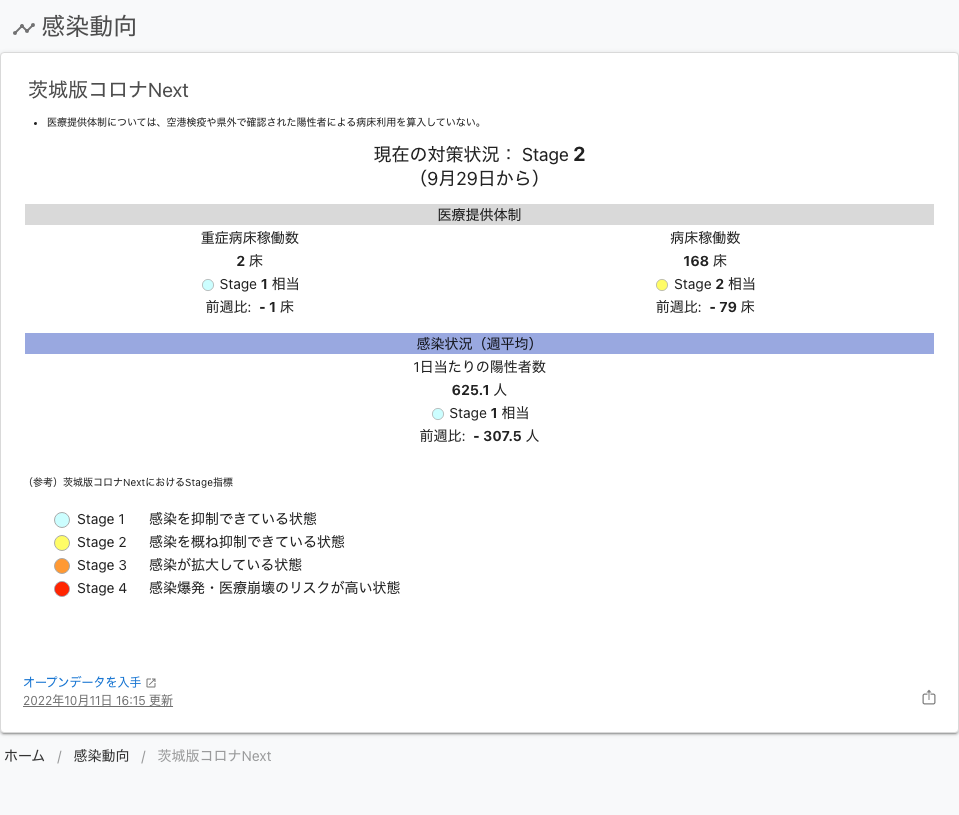 感染動向
茨城版コロナNext
• 医療提供体制については、空港検疫や県外で確認された陽性者による病床利用を算入していない。
現在の対策状況： Stage 2
（9月29日から）
医療提供体制
重症病床稼働数
2 床
Stage 1 相当
前週比: - 1 床
病床稼働数
168 床
Stage 2 相当
前週比: - 79 床
感染状況（週平均）
1日当たりの陽性者数
625.1 人
Stage 1 相当
前週比: - 307.5 人
（参考）茨城版コロナNextにおけるStage指標
Stage 1 感染を抑制できている状態
Stage 2 感染を概ね抑制できている状態
Stage 3 感染が拡大している状態
Stage 4 感染爆発・医療崩壊のリスクが高い状態
オープンデータを入手
2022年10月11日 16:15 更新
ホーム / 感染動向 / 茨城版コロナNext